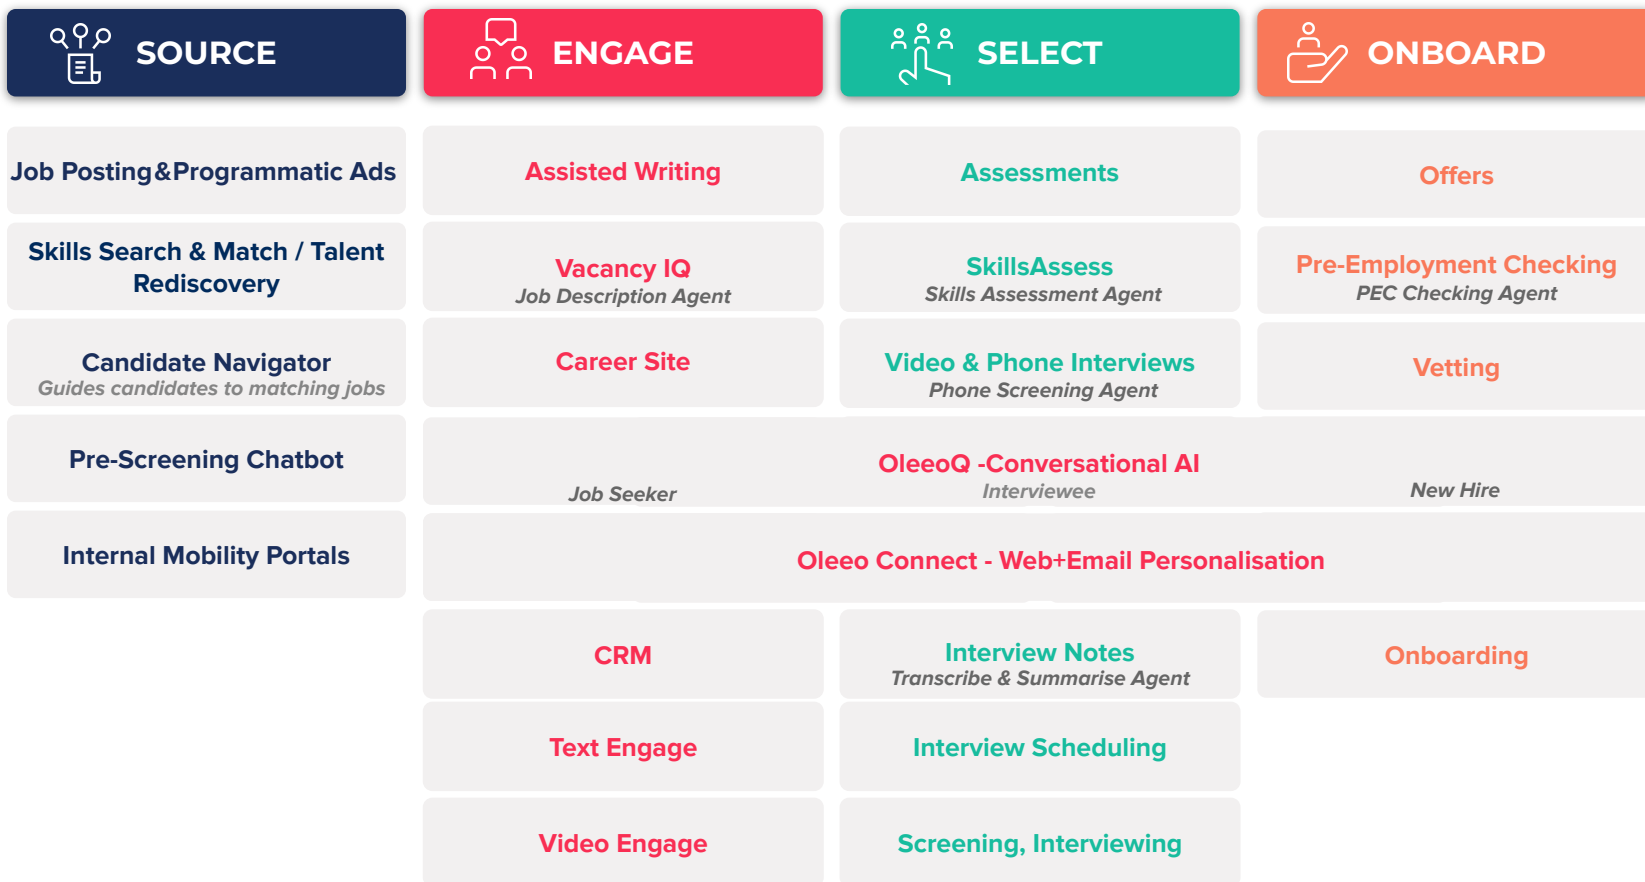 SOURCE
ENGAGE
SELECT
ONBOARD
Job Posting&Programmatic Ads
Assisted Writing
Assessments
Offers
Skills Search & Match / Talent
Rediscovery
Vacancy IQ
Job Description Agent
SkillsAssess
Skills Assessment Agent
Pre-Employment Checking
PEC Checking Agent
Candidate Navigator
Guides candidates to matching jobs
Career Site
Video & Phone Interviews
Phone Screening Agent
Vetting
Pre-Screening Chatbot
OleeoQ -Conversational AI
Job Seeker
Interviewee
New Hire
Internal Mobility Portals
Oleeo Connect - Web+Email Personalisation
CRM
Interview Notes
Transcribe & Summarise Agent
Onboarding
Text Engage
Interview Scheduling
Video Engage
Screening, Interviewing